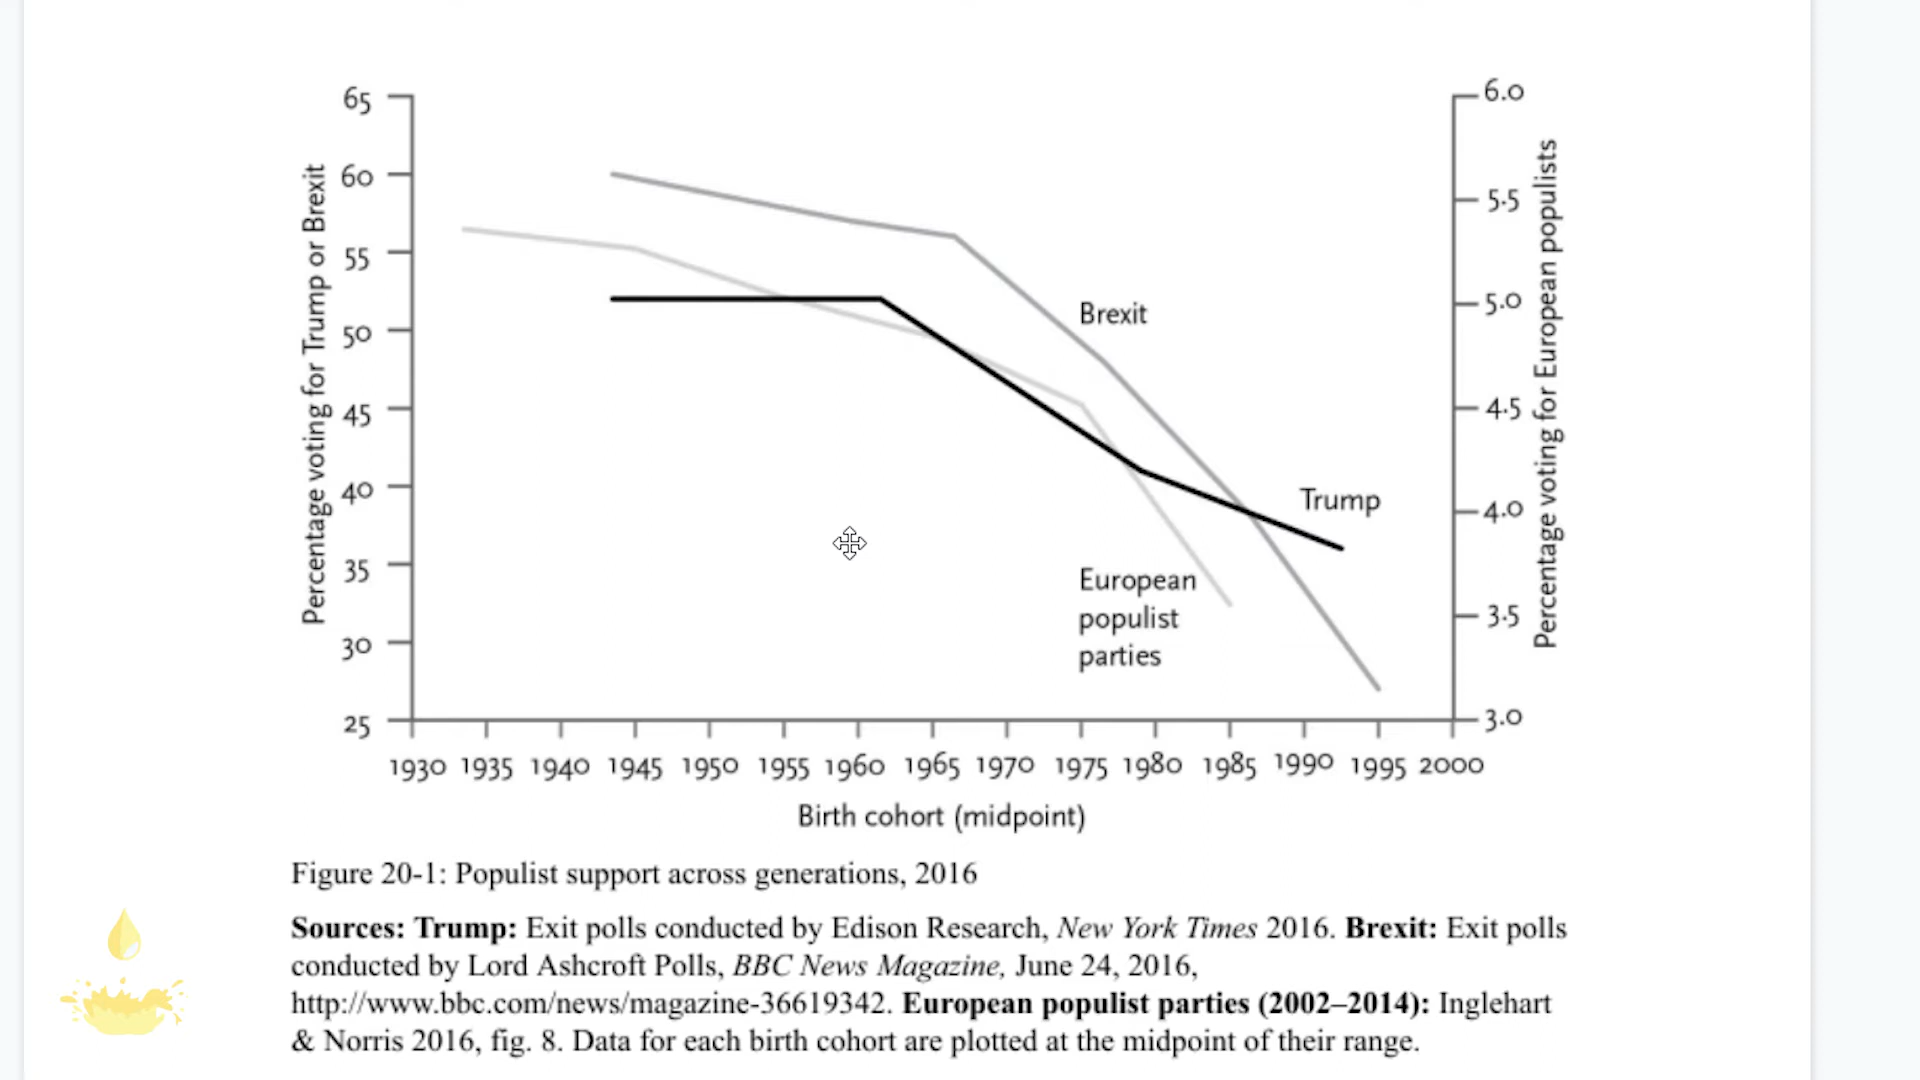 65
60
55
50
45
40
35
30
25
Percentage voting for Trump or Brexit
6.0
5.5
5.0
4.5
4.0
3.5
3.0
Percentage voting for European populists
Brexit
Trump
European
populist
parties
1930 1935 1940 1945 1950 1955 1960 1965 1970 1975 1980 1985 1990 1995 2000
Birth cohort (midpoint)
Figure 20-1: Populist support across generations, 2016
Sources: Trump: Exit polls conducted by Edison Research, New York Times 2016. Brexit: Exit polls
conducted by Lord Ashcroft Polls, BBC News Magazine, June 24, 2016,
http://www.bbc.com/news/magazine-36619342. European populist parties (2002–2014): Inglehart
& Norris 2016, fig. 8. Data for each birth cohort are plotted at the midpoint of their range.